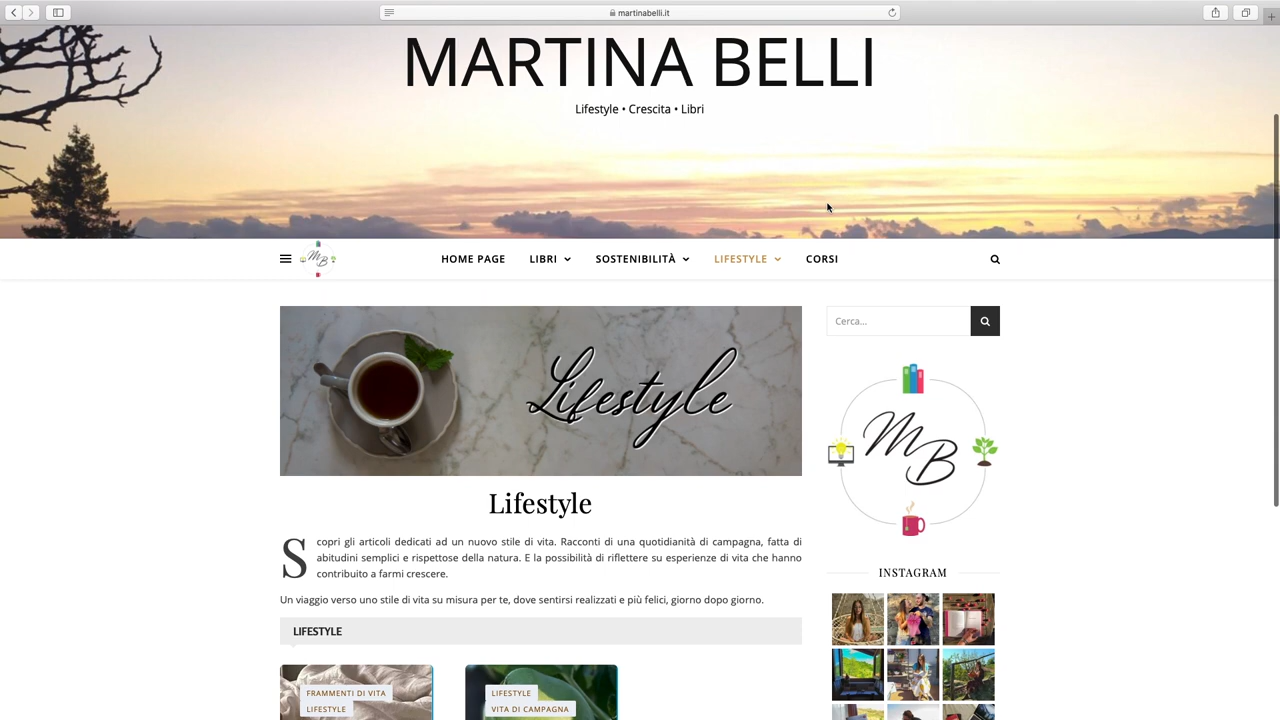 martinabelli.it
MARTINA BELLI
Lifestyle • Crescita • Libri
MB
HOME PAGE LIBRI SOSTENIBILITÀ LIFESTYLE CORSI
Lifestyle
Cerca...
MB
Lifestyle
Scopri gli articoli dedicati ad un nuovo stile di vita. Racconti di una quotidianità di campagna, fatta di
abitudini semplici e rispettose della natura. E la possibilità di riflettere su esperienze di vita che hanno
contribuito a farmi crescere.
Un viaggio verso uno stile di vita su misura per te, dove sentirsi realizzati e più felici, giorno dopo giorno.
INSTAGRAM
LIFESTYLE
FRAMMENTI DI VITA
LIFESTYLE
LIFESTYLE
VITA DI CAMPAGNA